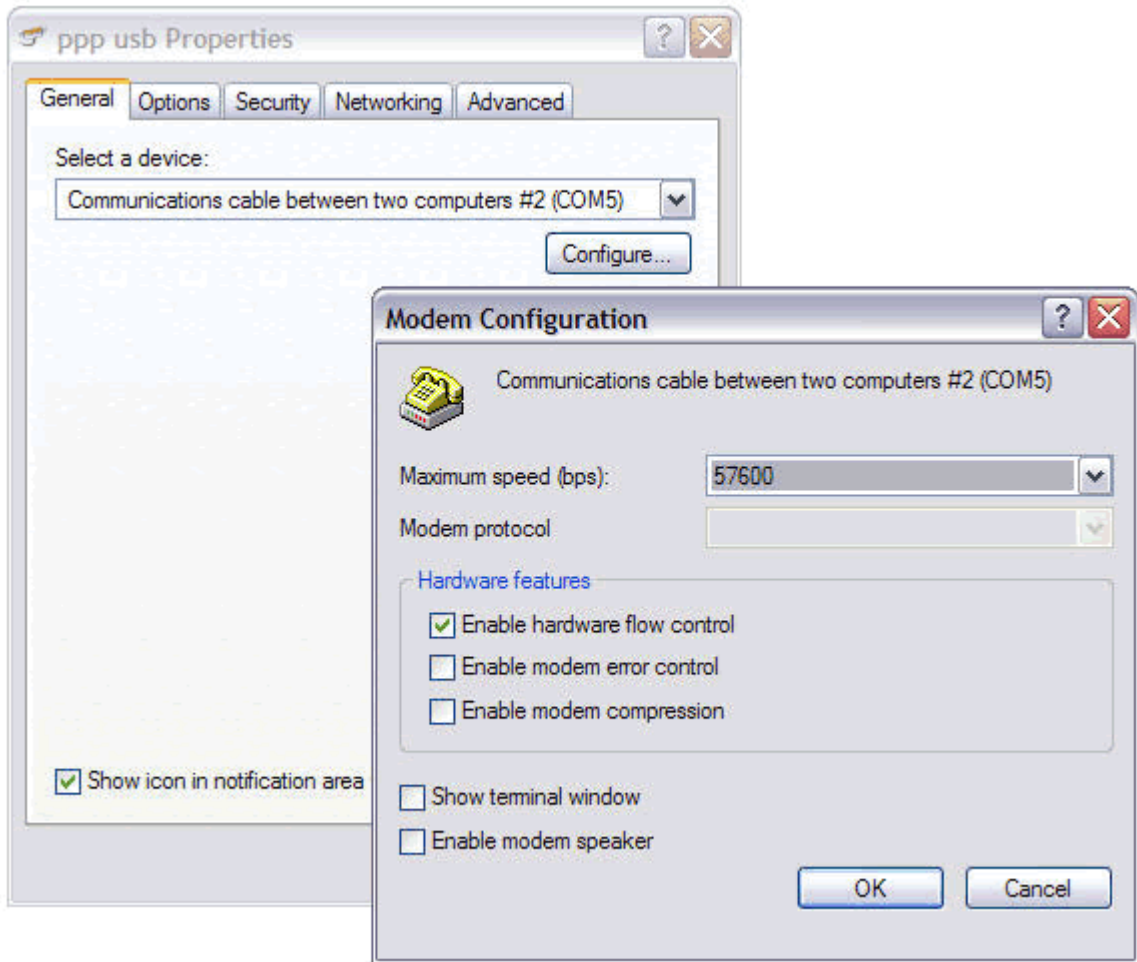 ppp usb Properties
General Options Security Networking Advanced
Select a device:
Communications cable between two computers #2 (COM5)
Configure...
Show icon in notification area
Modem Configuration
Communications cable between two computers #2 (COM5)
Maximum speed (bps): 57600
Modem protocol
Hardware features
Enable hardware flow control
Enable modem error control
Enable modem compression
Show terminal window
Enable modem speaker
OK Cancel